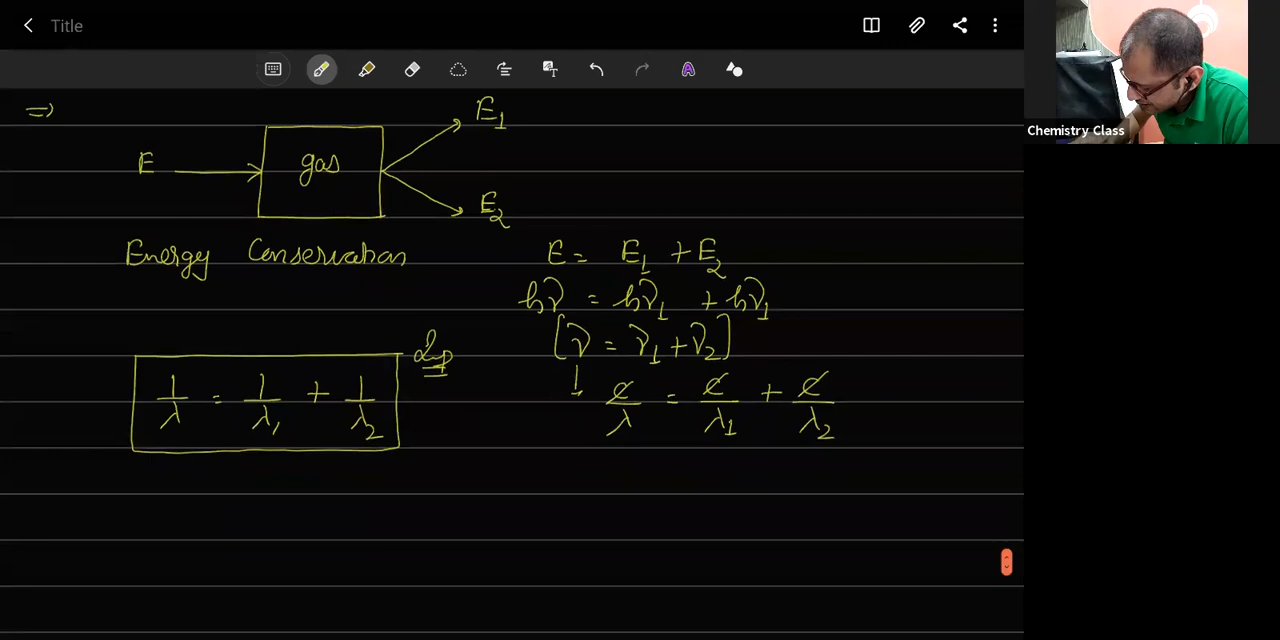 Title
Chemistry Class
⇒
E → gas → E₁
E₂
Energy Conservation
E = E₁ + E₂
hν = hν₁ + hν₁
[ν = ν₁ + ν₂]
c/λ = c/λ₁ + c/λ₂
1/λ = 1/λ₁ + 1/λ₂